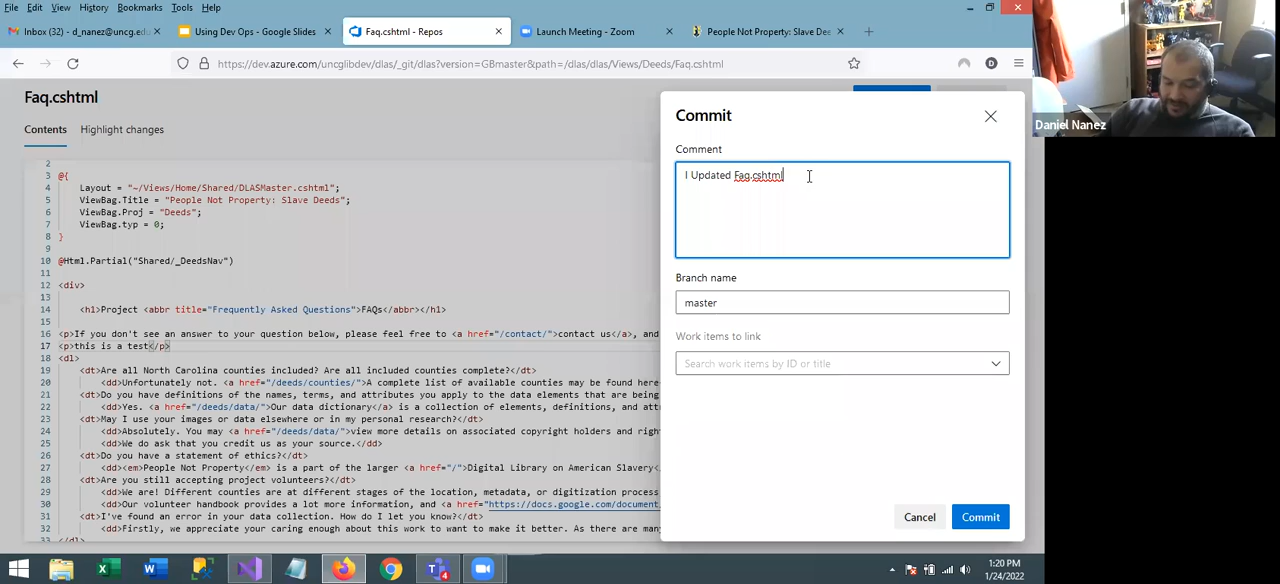 File Edit View History Bookmarks Tools Help
Inbox (32) - d_nanez@uncg.ed
Using Dev Ops - Google Slides
Faq.cshtml - Repos
Launch Meeting - Zoom
People Not Property: Slave Dee
https://dev.azure.com/uncglibdev/dlas/_git/dlas?version=GBmaster&path=/dlas/dlas/Views/Deeds/Faq.cshtml
D
Daniel Nanez
Faq.cshtml
Contents Highlight changes
2
3 @{
4 Layout = "~/Views/Home/Shared/DLASMaster.cshtml";
5 ViewBag.Title = "People Not Property: Slave Deeds";
6 ViewBag.Proj = "Deeds";
7 ViewBag.typ = 0;
8 }
9
10 @Html.Partial("Shared/_DeedsNav")
11
12 <div>
13
14 <h1>Project <abbr title="Frequently Asked Questions">FAQs</abbr></h1>
15
16 <p>If you don't see an answer to your question below, please feel free to <a href="/contact/">contact us</a>, and
17 <p>this is a test</p>
18 <dl>
19 <dt>Are all North Carolina counties included? Are all included counties complete?</dt>
20 <dd>Unfortunately not. <a href="/deeds/counties/">A complete list of available counties may be found here
21 <dt>Do you have definitions of the names, terms, and attributes you apply to the data elements that are being
22 <dd>Yes. <a href="/deeds/data/">Our data dictionary</a> is a collection of elements, definitions, and att
23 <dt>May I use your images or data elsewhere or in my personal research?</dt>
24 <dd>Absolutely. You may <a href="/deeds/data/">view more details on associated copyright holders and righ
25 <dd>We do ask that you credit us as your source.</dd>
26 <dt>Do you have a statement of ethics?</dt>
27 <dd><em>People Not Property</em> is a part of the larger <a href="/">Digital Library on American Slavery<
28 <dt>Are you still accepting project volunteers?</dt>
29 <dd>We are! Different counties are at different stages of the location, metadata, or digitization process
30 <dd>Our volunteer handbook provides a lot more information, and <a href="https://docs.google.com/document
31 <dt>I've found an error in your data collection. How do I let you know?</dt>
32 <dd>Firstly, we appreciate your caring enough about this work to want to make it better. As there are man
33 </dl>
Commit
Comment
I Updated Faq.cshtml
Branch name
master
Work items to link
Search work items by ID or title
Cancel Commit
4
1:20 PM
1/24/2022